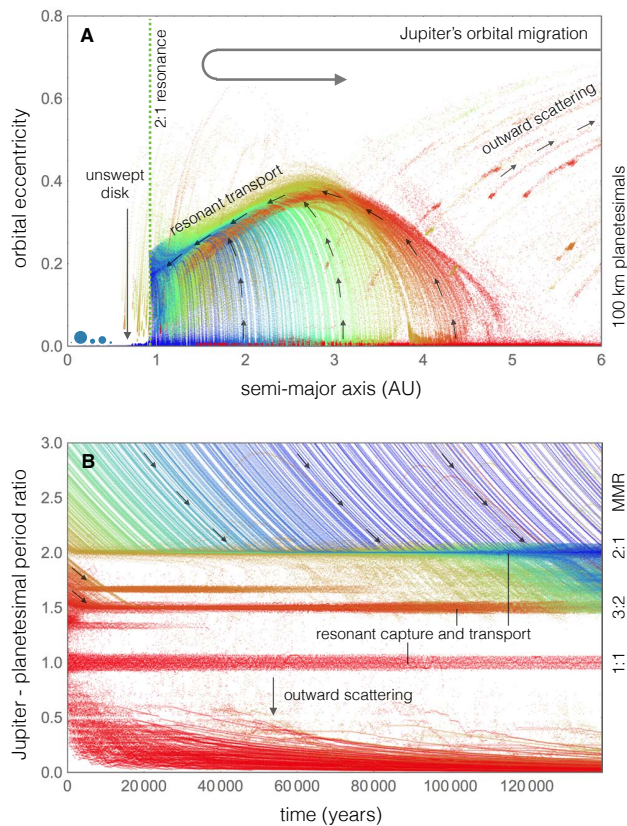 A
Jupiter's orbital migration
2:1 resonance
outward scattering
unswept
disk
resonant transport
0.8
0.6
0.4
0.2
0.0
orbital eccentricity
100 km planetesimals
0 1 2 3 4 5 6
semi-major axis (AU)
B
3.0
2.5
2.0
1.5
1.0
0.5
0.0
Jupiter - planetesimal period ratio
MMR
2:1
3:2
1:1
resonant capture and transport
outward scattering
0 20 000 40 000 60 000 80 000 100 000 120 000
time (years)